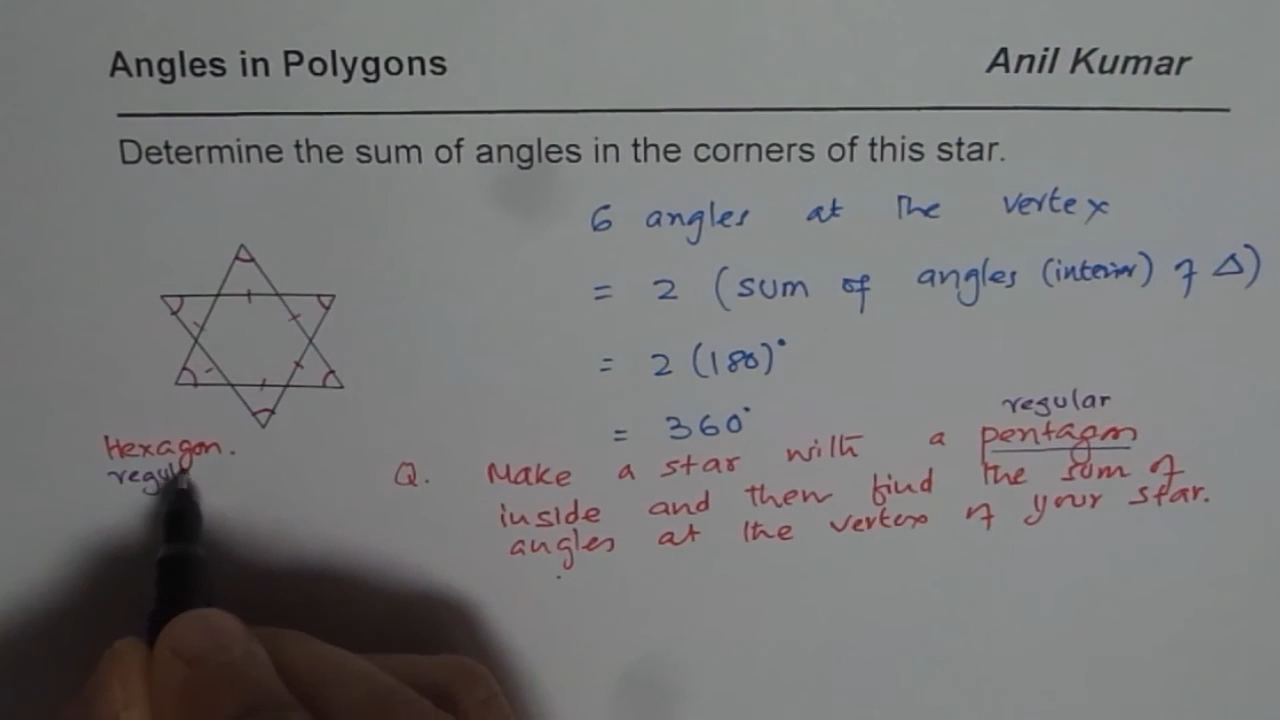 Angles in Polygons
Anil Kumar
Determine the sum of angles in the corners of this star.
6 angles at the vertex
= 2 (sum of angles (interior) of Δ)
= 2 (180)°
= 360°
Hexagon.
regul
regular
Q. Make a star with a pentagon
inside and then find the sum of
angles at the vertex of your star.